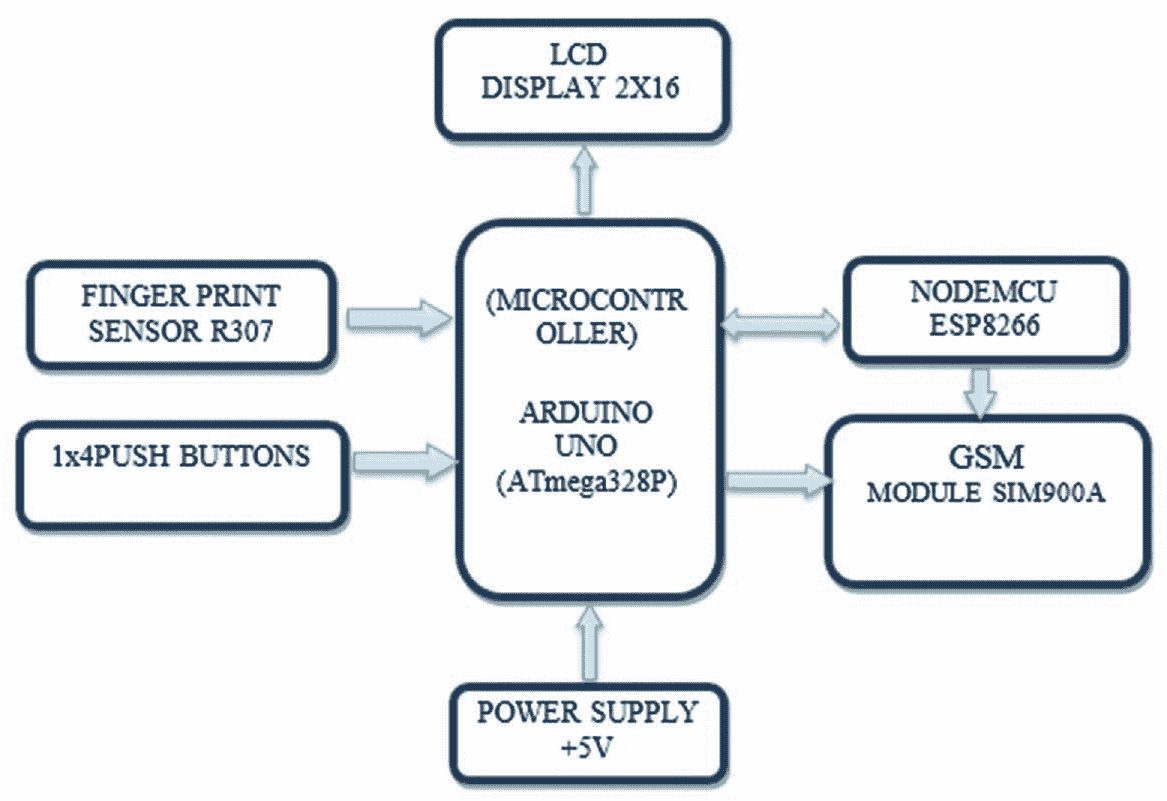 LCD
DISPLAY 2X16
FINGER PRINT
SENSOR R307
1x4PUSH BUTTONS
(MICROCONTR
OLLER)
ARDUINO
UNO
(ATmega328P)
NODEMCU
ESP8266
GSM
MODULE SIM900A
POWER SUPPLY
+5V